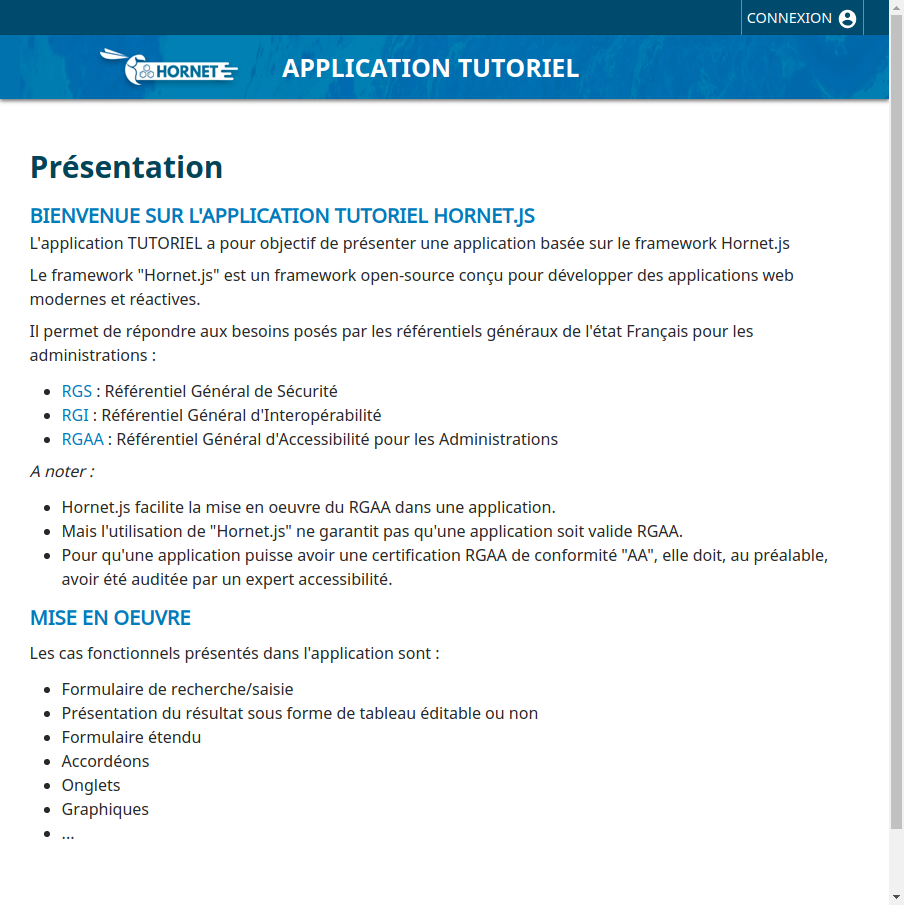 CONNEXION
HORNET
APPLICATION TUTORIEL
Présentation
BIENVENUE SUR L'APPLICATION TUTORIEL HORNET.JS
L'application TUTORIEL a pour objectif de présenter une application basée sur le framework Hornet.js
Le framework "Hornet.js" est un framework open-source conçu pour développer des applications web
modernes et réactives.
Il permet de répondre aux besoins posés par les référentiels généraux de l'état Français pour les
administrations :
• RGS : Référentiel Général de Sécurité
• RGI : Référentiel Général d'Interopérabilité
• RGAA : Référentiel Général d'Accessibilité pour les Administrations
A noter :
• Hornet.js facilite la mise en oeuvre du RGAA dans une application.
• Mais l'utilisation de "Hornet.js" ne garantit pas qu'une application soit valide RGAA.
• Pour qu'une application puisse avoir une certification RGAA de conformité "AA", elle doit, au préalable,
avoir été auditée par un expert accessibilité.
MISE EN OEUVRE
Les cas fonctionnels présentés dans l'application sont :
• Formulaire de recherche/saisie
• Présentation du résultat sous forme de tableau éditable ou non
• Formulaire étendu
• Accordéons
• Onglets
• Graphiques
• ...